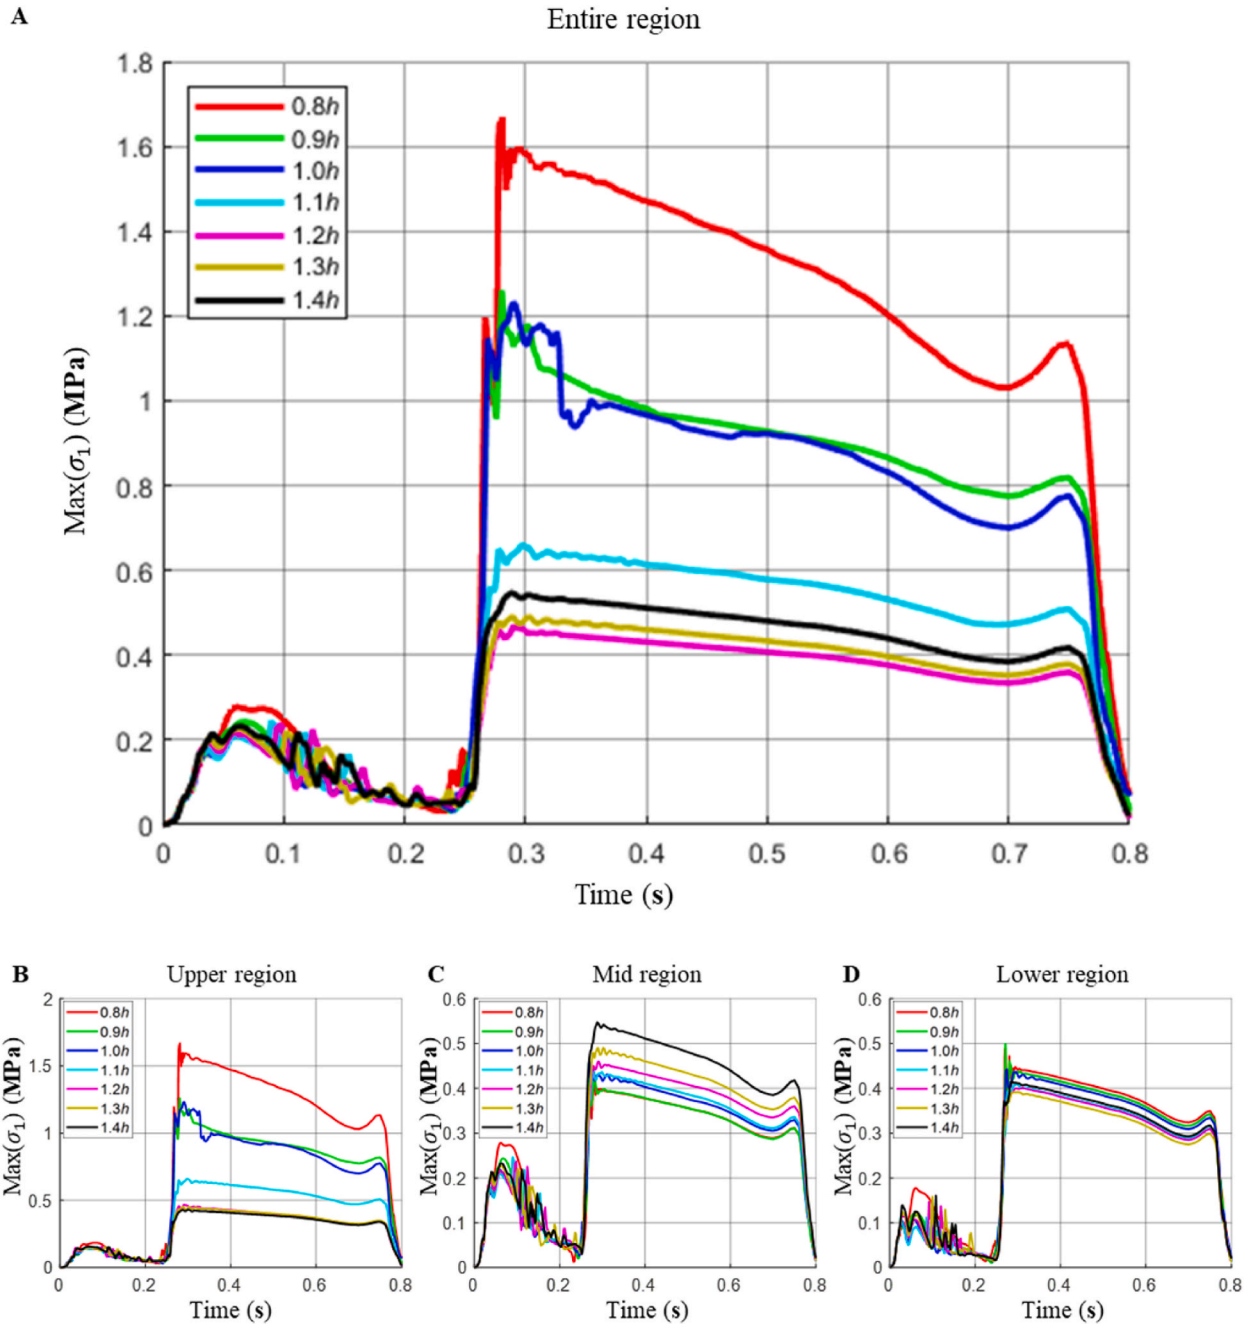 A
Entire region
1.8
1.6
1.4
1.2
1
0.8
0.6
0.4
0.2
0
0.8h
0.9h
1.0h
1.1h
1.2h
1.3h
1.4h
Max(σ₁) (MPa)
0 0.1 0.2 0.3 0.4 0.5 0.6 0.7 0.8
Time (s)
B Upper region
2
1.5
1
0.5
0
0.8h
0.9h
1.0h
1.1h
1.2h
1.3h
1.4h
Max(σ₁) (MPa)
0 0.2 0.4 0.6 0.8
Time (s)
C Mid region
0.6
0.5
0.4
0.3
0.2
0.1
0
0.8h
0.9h
1.0h
1.1h
1.2h
1.3h
1.4h
Max(σ₁) (MPa)
0 0.2 0.4 0.6 0.8
Time (s)
D Lower region
0.6
0.5
0.4
0.3
0.2
0.1
0
0.8h
0.9h
1.0h
1.1h
1.2h
1.3h
1.4h
Max(σ₁) (MPa)
0 0.2 0.4 0.6 0.8
Time (s)